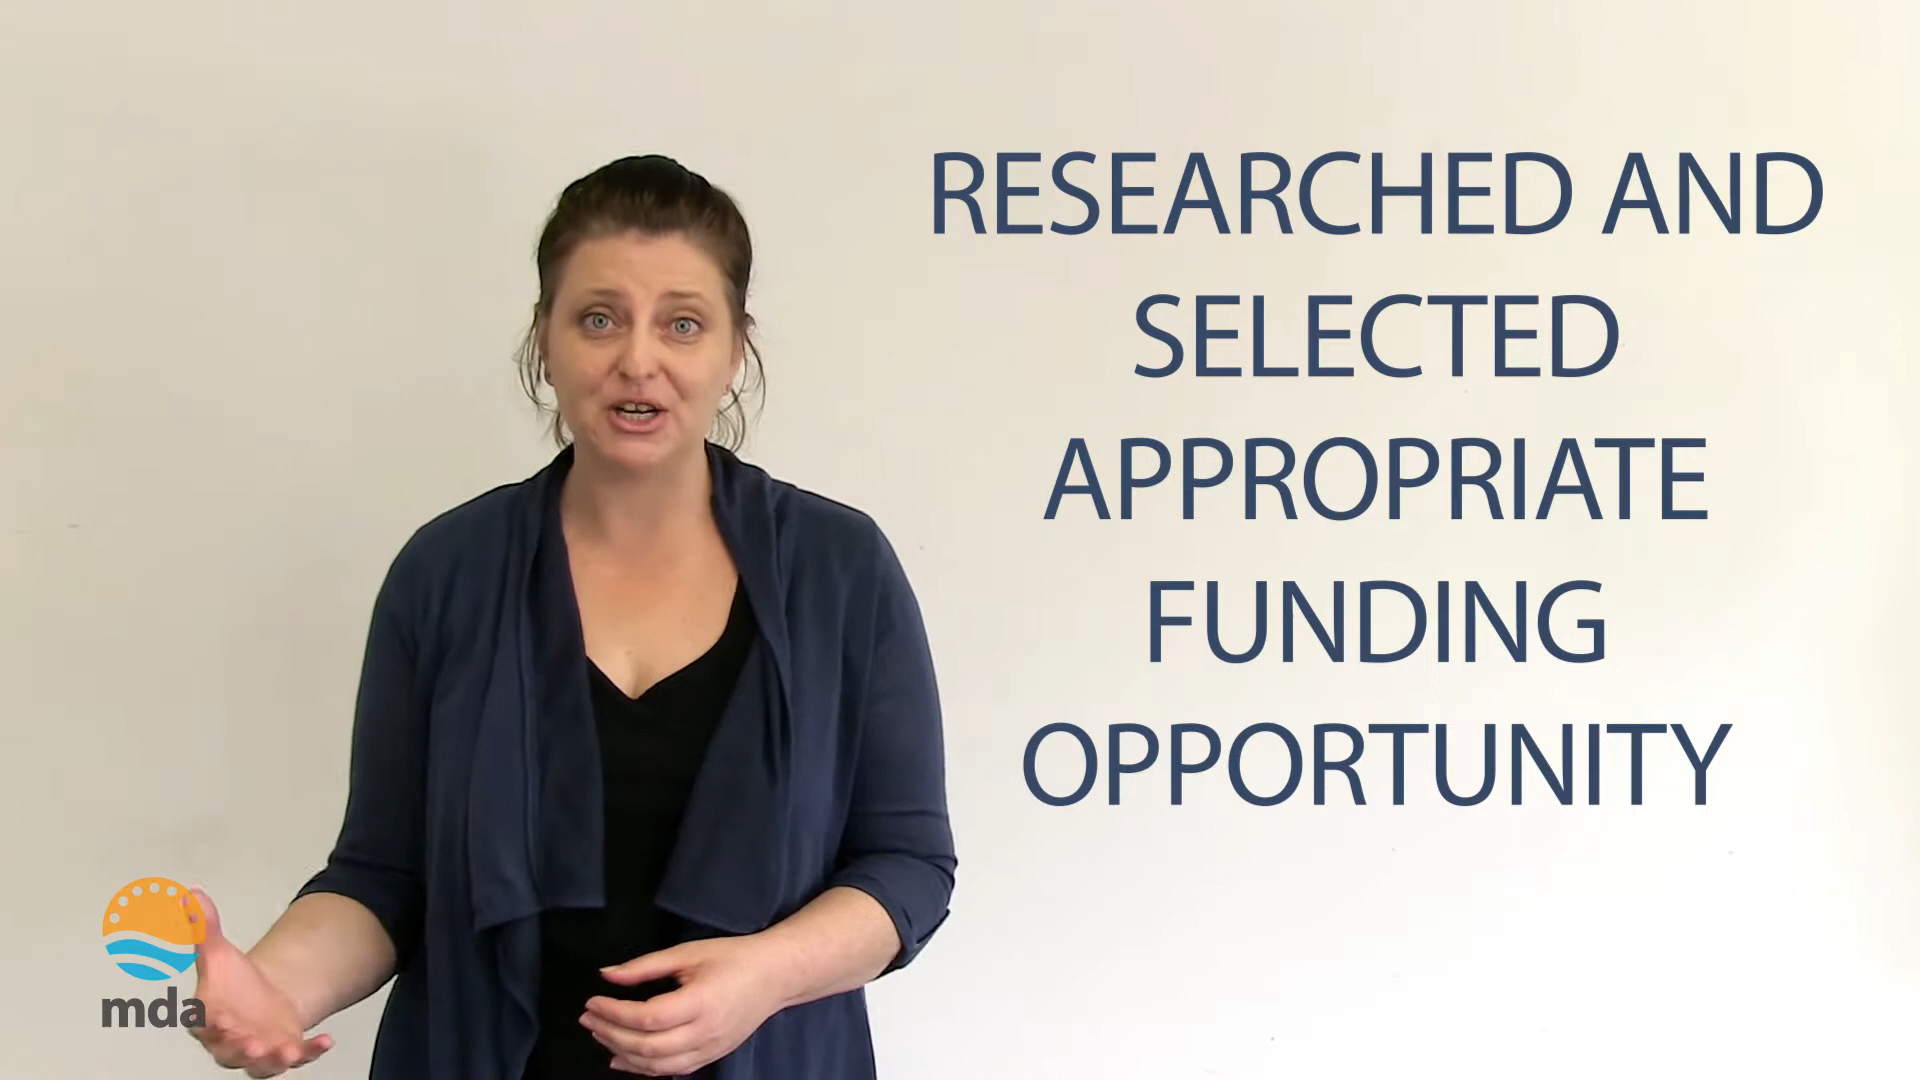 RESEARCHED AND
SELECTED
APPROPRIATE
FUNDING
OPPORTUNITY
mda